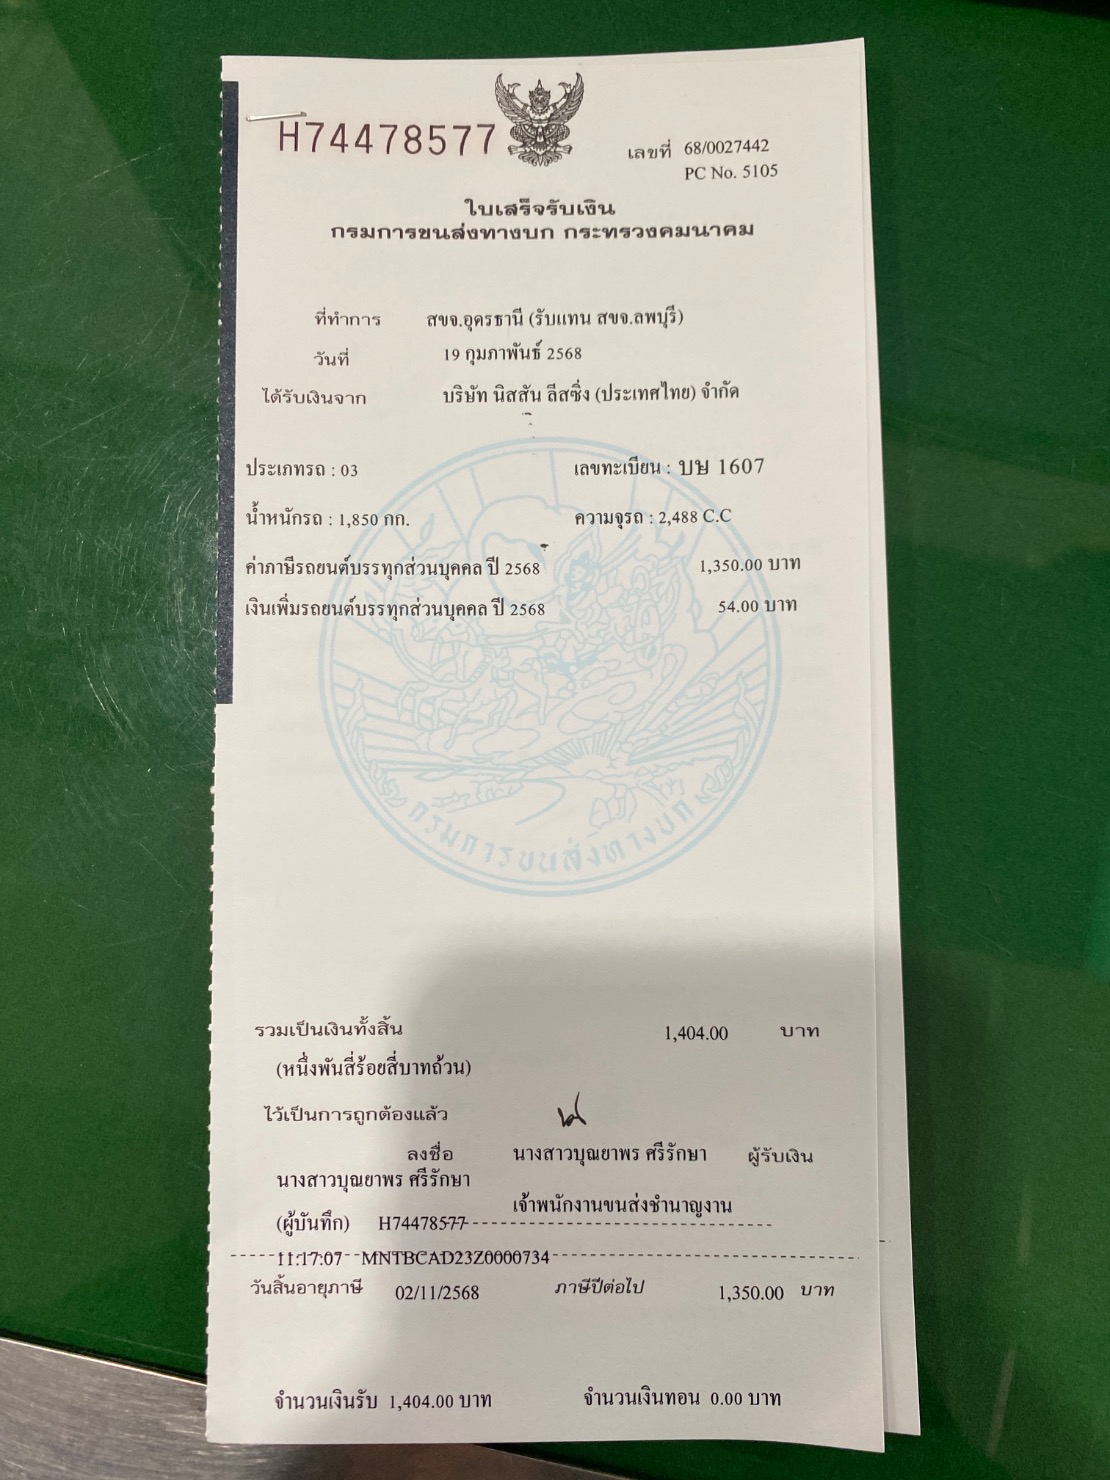 H74478577
เลขที่ 68/0027442
PC No. 5105
ใบเสร็จรับเงิน
กรมการขนส่งทางบก กระทรวงคมนาคม
ที่ทำการ สขจ.อุดรธานี (รับแทน สขจ.ลพบุรี)
วันที่ 19 กุมภาพันธ์ 2568
ได้รับเงินจาก บริษัท นิสสัน ลีสซิ่ง (ประเทศไทย) จำกัด
ประเภทรถ : 03 เลขทะเบียน : บษ 1607
น้ำหนักรถ : 1,850 กก. ความจุรถ : 2,488 C.C
ค่าภาษีรถยนต์บรรทุกส่วนบุคคล ปี 2568 1,350.00 บาท
เงินเพิ่มรถยนต์บรรทุกส่วนบุคคล ปี 2568 54.00 บาท
กรมการขนส่งทางบก
รวมเป็นเงินทั้งสิ้น 1,404.00 บาท
(หนึ่งพันสี่ร้อยสี่บาทถ้วน)
ไว้เป็นการถูกต้องแล้ว
ลงชื่อ นางสาวบุณยาพร ศรีรักษา ผู้รับเงิน
นางสาวบุณยาพร ศรีรักษา
เจ้าพนักงานขนส่งชำนาญงาน
(ผู้บันทึก) H74478577
11:17:07 MNTBCAD23Z0000734
วันสิ้นอายุภาษี 02/11/2568 ภาษีปีต่อไป 1,350.00 บาท
จำนวนเงินรับ 1,404.00 บาท จำนวนเงินทอน 0.00 บาท